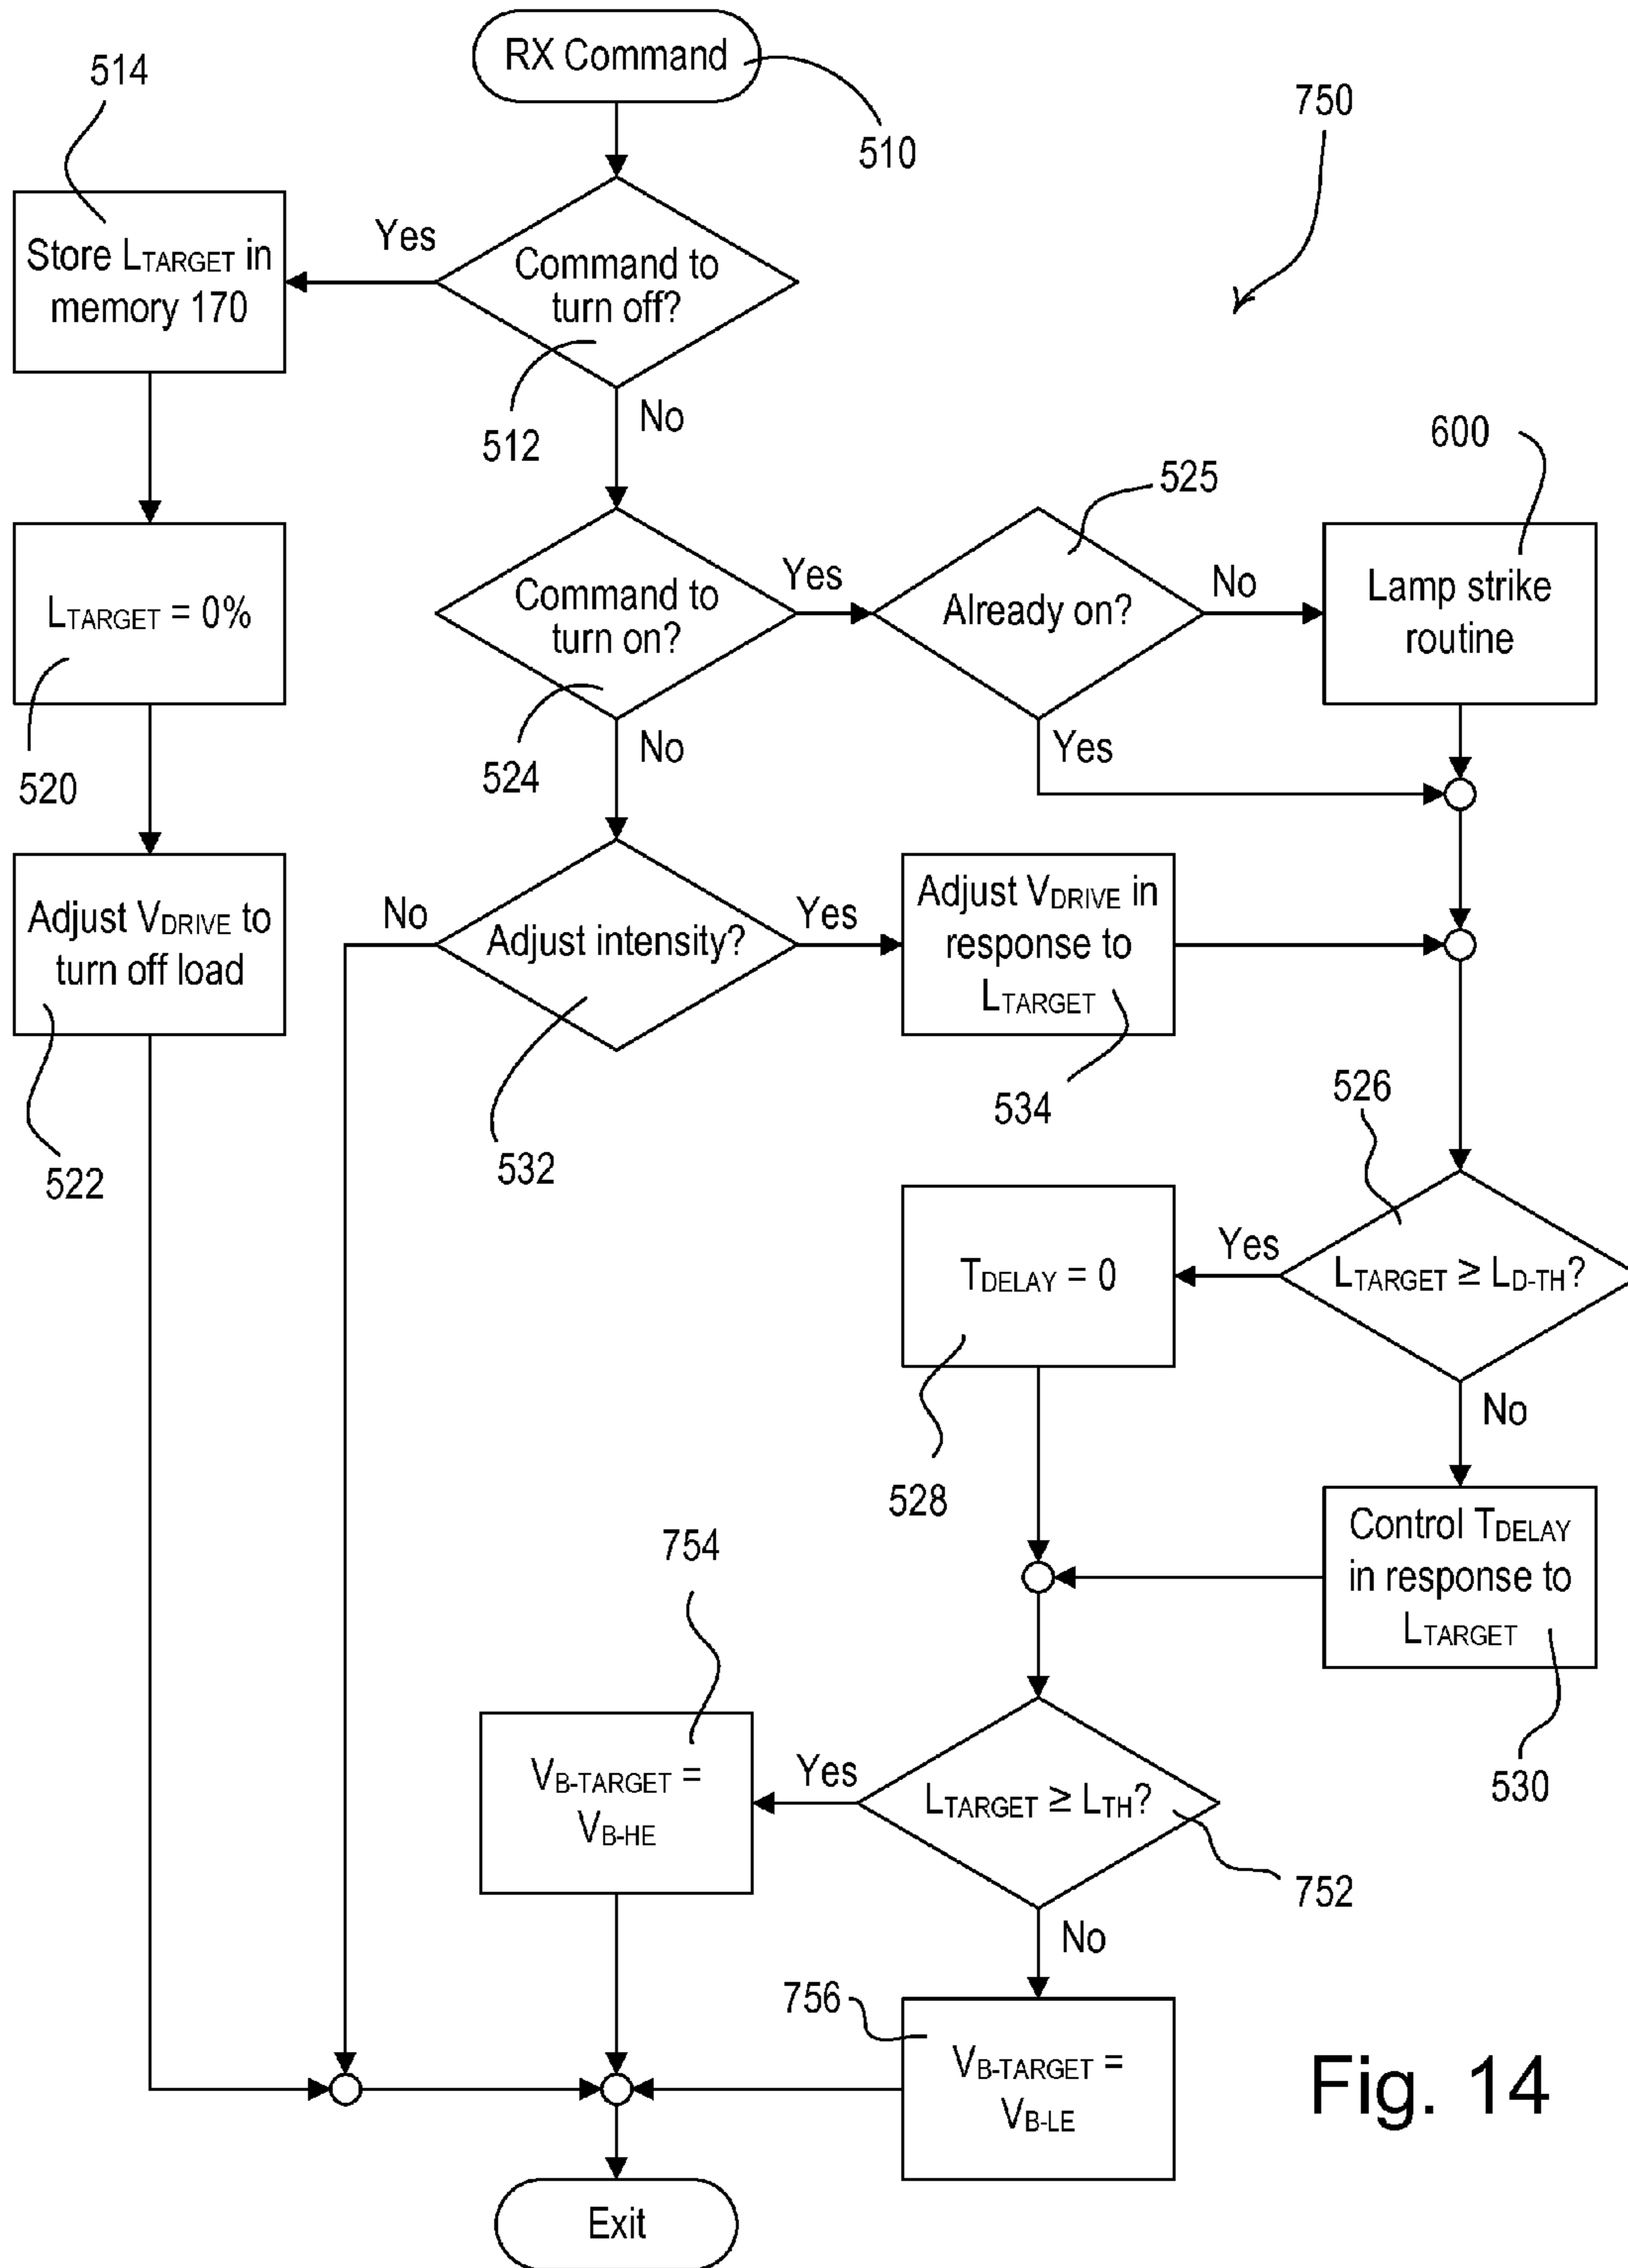 RX Command
510
514
750
Store LTARGET in
memory 170
Yes
Command to
turn off?
512
No
600
525
LTARGET = 0%
520
Command to
turn on?
524
Yes
Already on?
No
Lamp strike
routine
Yes
No
Adjust VDRIVE to
turn off load
522
No
Adjust intensity?
532
Yes
Adjust VDRIVE in
response to
LTARGET
534
526
TDELAY = 0
528
Yes
LTARGET ≥ LD-TH?
No
Control TDELAY
in response to
LTARGET
530
754
VB-TARGET =
VB-HE
Yes
LTARGET ≥ LTH?
752
No
756
VB-TARGET =
VB-LE
Exit
Fig. 14